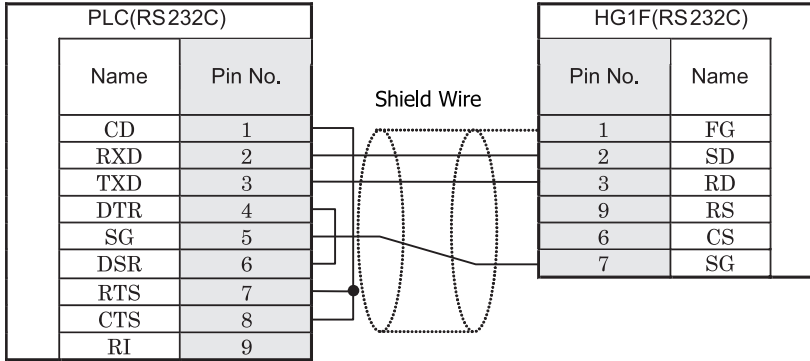 PLC(RS232C)
Name Pin No.
CD 1
RXD 2
TXD 3
DTR 4
SG 5
DSR 6
RTS 7
CTS 8
RI 9
Shield Wire
HG1F(RS232C)
Pin No. Name
1 FG
2 SD
3 RD
9 RS
6 CS
7 SG